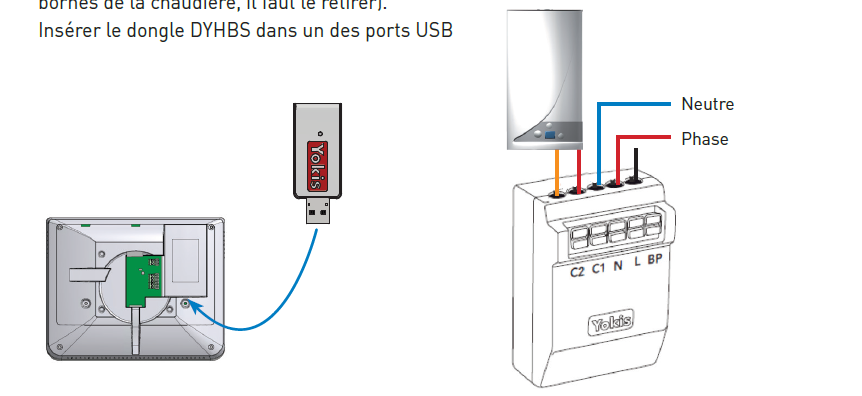 bornes de la chaudière, il faut le retirer).
Insérer le dongle DYHBS dans un des ports USB
Neutre
Phase
Yokis
C2 C1 N L BP
Yokis